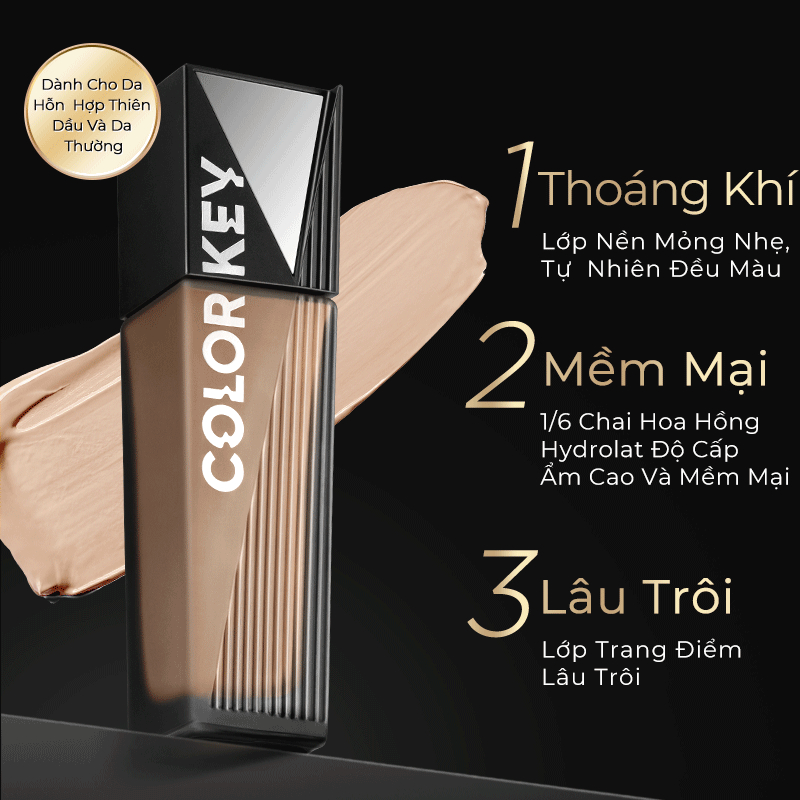 Dành Cho Da
Hỗn Hợp Thiên
Dầu Và Da
Thường
COLORKEY
1
Thoáng Khí
Lớp Nền Mỏng Nhẹ,
Tự Nhiên Đều Màu
2
Mềm Mại
1/6 Chai Hoa Hồng
Hydrolat Độ Cấp
Ẩm Cao Và Mềm Mại
3
Lâu Trôi
Lớp Trang Điểm
Lâu Trôi